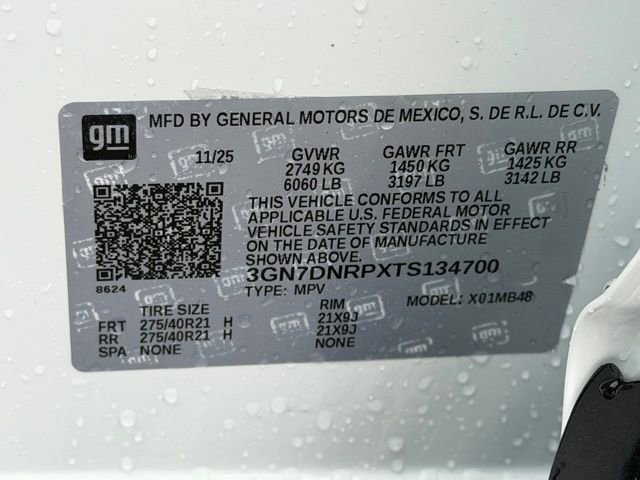 gm
MFD BY GENERAL MOTORS DE MEXICO, S. DE R.L. DE C.V.
11/25 GVWR GAWR FRT GAWR RR
2749 KG 1450 KG 1425 KG
6060 LB 3197 LB 3142 LB
THIS VEHICLE CONFORMS TO ALL
APPLICABLE U.S. FEDERAL MOTOR
VEHICLE SAFETY STANDARDS IN EFFECT
ON THE DATE OF MANUFACTURE
SHOWN ABOVE.
3GN7DNRPXTS134700
8624 TYPE: MPV MODEL: X01MB48
TIRE SIZE RIM
FRT 275/40R21 H 21X9J
RR 275/40R21 H 21X9J
SPA NONE NONE